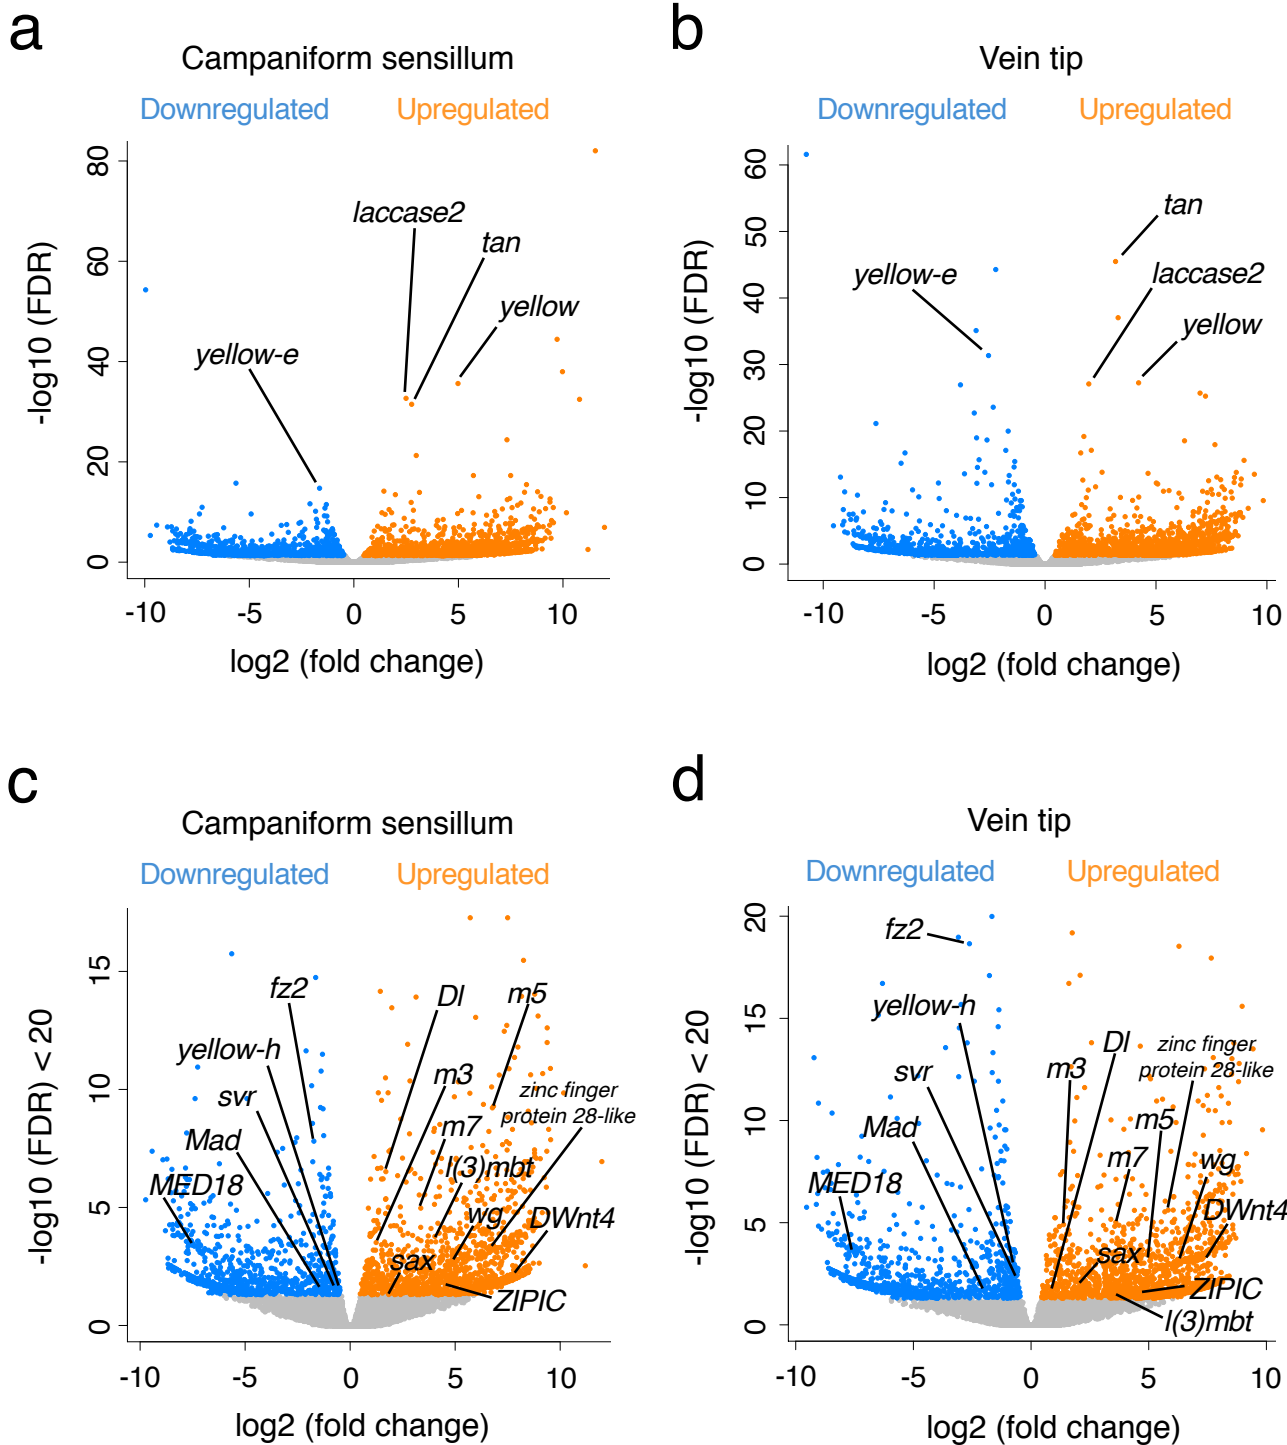 a
Campaniform sensillum
Downregulated
Upregulated
80
60
40
20
0
-log10 (FDR)
laccase2
tan
yellow
yellow-e
-10
-5
0
5
10
log2 (fold change)
b
Vein tip
Downregulated
Upregulated
60
50
40
30
20
10
0
-log10 (FDR)
tan
yellow-e
laccase2
yellow
-10
-5
0
5
10
log2 (fold change)
c
Campaniform sensillum
Downregulated
Upregulated
15
10
5
0
-log10 (FDR) < 20
fz2
Dl
m5
yellow-h
m3
svr
zinc finger
protein 28-like
Mad
m7
MED18
l(3)mbt
wg
DWnt4
sax
ZIPIC
-10
-5
0
5
10
log2 (fold change)
d
Vein tip
Downregulated
Upregulated
20
15
10
5
0
-log10 (FDR) < 20
fz2
yellow-h
Dl
zinc finger
protein 28-like
m3
svr
Mad
m5
m7
wg
MED18
DWnt4
sax
ZIPIC
l(3)mbt
-10
-5
0
5
10
log2 (fold change)